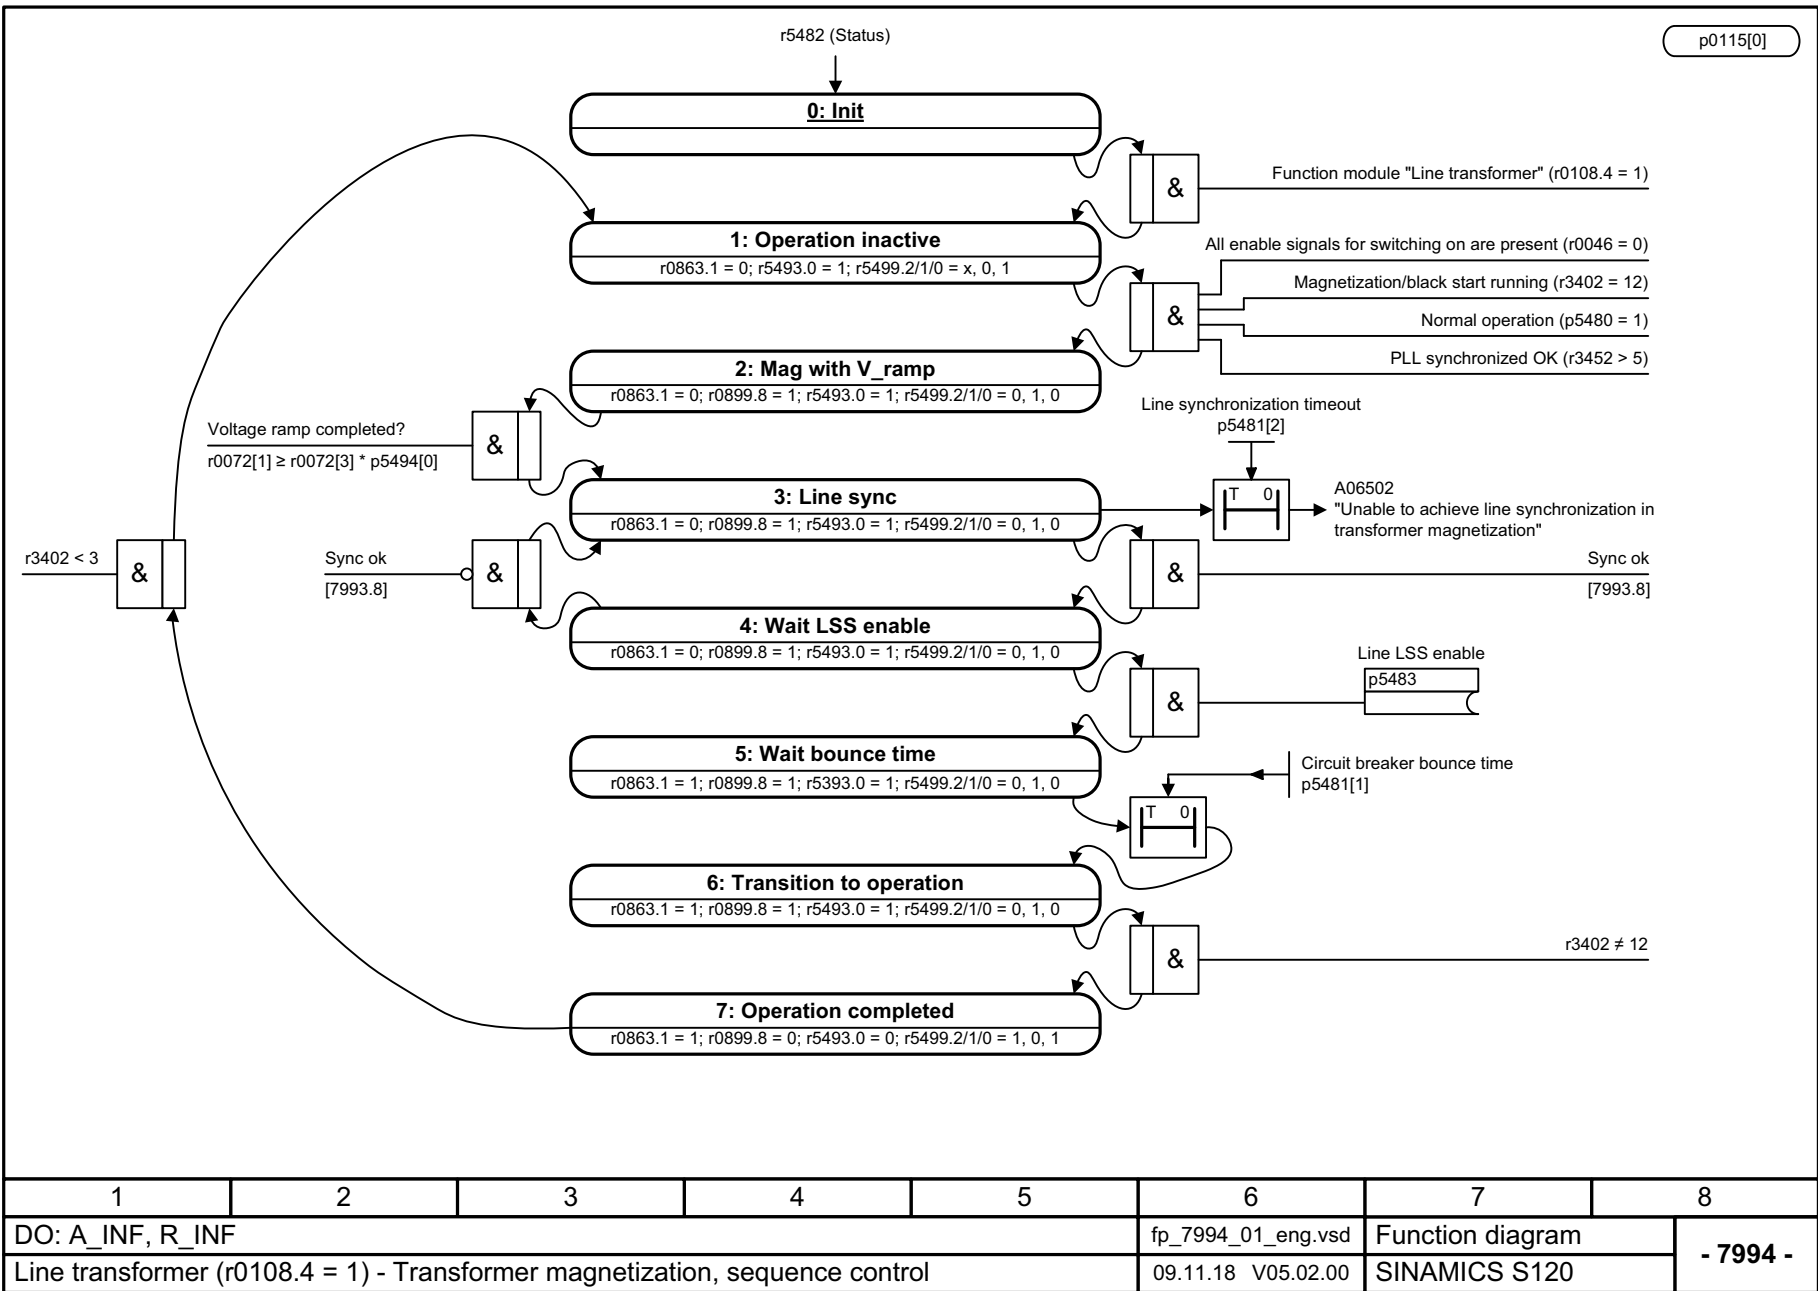 r5482 (Status)
p0115[0]
0: Init
&
Function module "Line transformer" (r0108.4 = 1)
1: Operation inactive
r0863.1 = 0; r5493.0 = 1; r5499.2/1/0 = x, 0, 1
All enable signals for switching on are present (r0046 = 0)
Magnetization/black start running (r3402 = 12)
&
Normal operation (p5480 = 1)
PLL synchronized OK (r3452 > 5)
2: Mag with V_ramp
r0863.1 = 0; r0899.8 = 1; r5493.0 = 1; r5499.2/1/0 = 0, 1, 0
Voltage ramp completed?
r0072[1] ≥ r0072[3] * p5494[0]
&
Line synchronization timeout
p5481[2]
3: Line sync
r0863.1 = 0; r0899.8 = 1; r5493.0 = 1; r5499.2/1/0 = 0, 1, 0
T 0
A06502
"Unable to achieve line synchronization in
transformer magnetization"
r3402 < 3
&
Sync ok
[7993.8]
&
&
Sync ok
[7993.8]
4: Wait LSS enable
r0863.1 = 0; r0899.8 = 1; r5493.0 = 1; r5499.2/1/0 = 0, 1, 0
&
Line LSS enable
p5483
5: Wait bounce time
r0863.1 = 1; r0899.8 = 1; r5393.0 = 1; r5499.2/1/0 = 0, 1, 0
Circuit breaker bounce time
p5481[1]
T 0
6: Transition to operation
r0863.1 = 1; r0899.8 = 1; r5493.0 = 1; r5499.2/1/0 = 0, 1, 0
&
r3402 ≠ 12
7: Operation completed
r0863.1 = 1; r0899.8 = 0; r5493.0 = 0; r5499.2/1/0 = 1, 0, 1
1 2 3 4 5 6 7 8
DO: A_INF, R_INF
fp_7994_01_eng.vsd
Function diagram
- 7994 -
Line transformer (r0108.4 = 1) - Transformer magnetization, sequence control
09.11.18 V05.02.00
SINAMICS S120